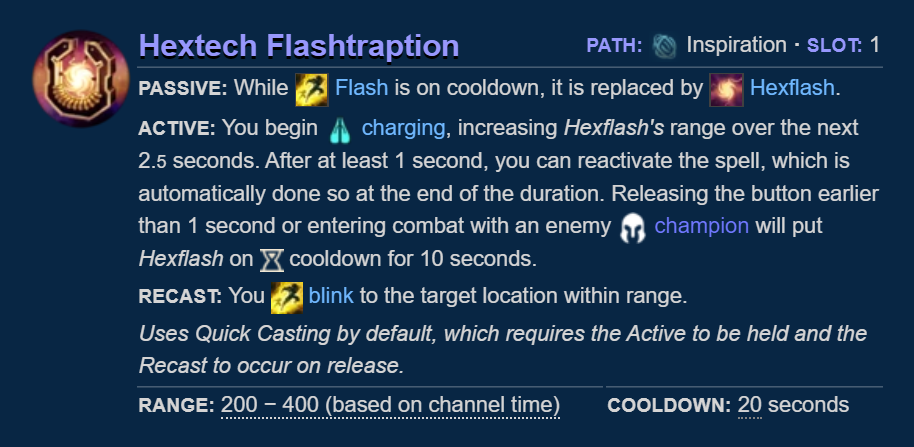 Hextech Flashtraption
PATH: Inspiration · SLOT: 1
PASSIVE: While Flash is on cooldown, it is replaced by Hexflash.
ACTIVE: You begin charging, increasing Hexflash's range over the next
2.5 seconds. After at least 1 second, you can reactivate the spell, which is
automatically done so at the end of the duration. Releasing the button earlier
than 1 second or entering combat with an enemy champion will put
Hexflash on cooldown for 10 seconds.
RECAST: You blink to the target location within range.
Uses Quick Casting by default, which requires the Active to be held and the
Recast to occur on release.
RANGE: 200 − 400 (based on channel time)
COOLDOWN: 20 seconds